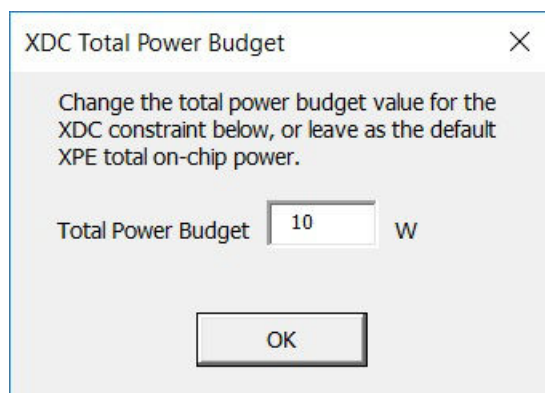 XDC Total Power Budget
Change the total power budget value for the
XDC constraint below, or leave as the default
XPE total on-chip power.
Total Power Budget 10 W
OK